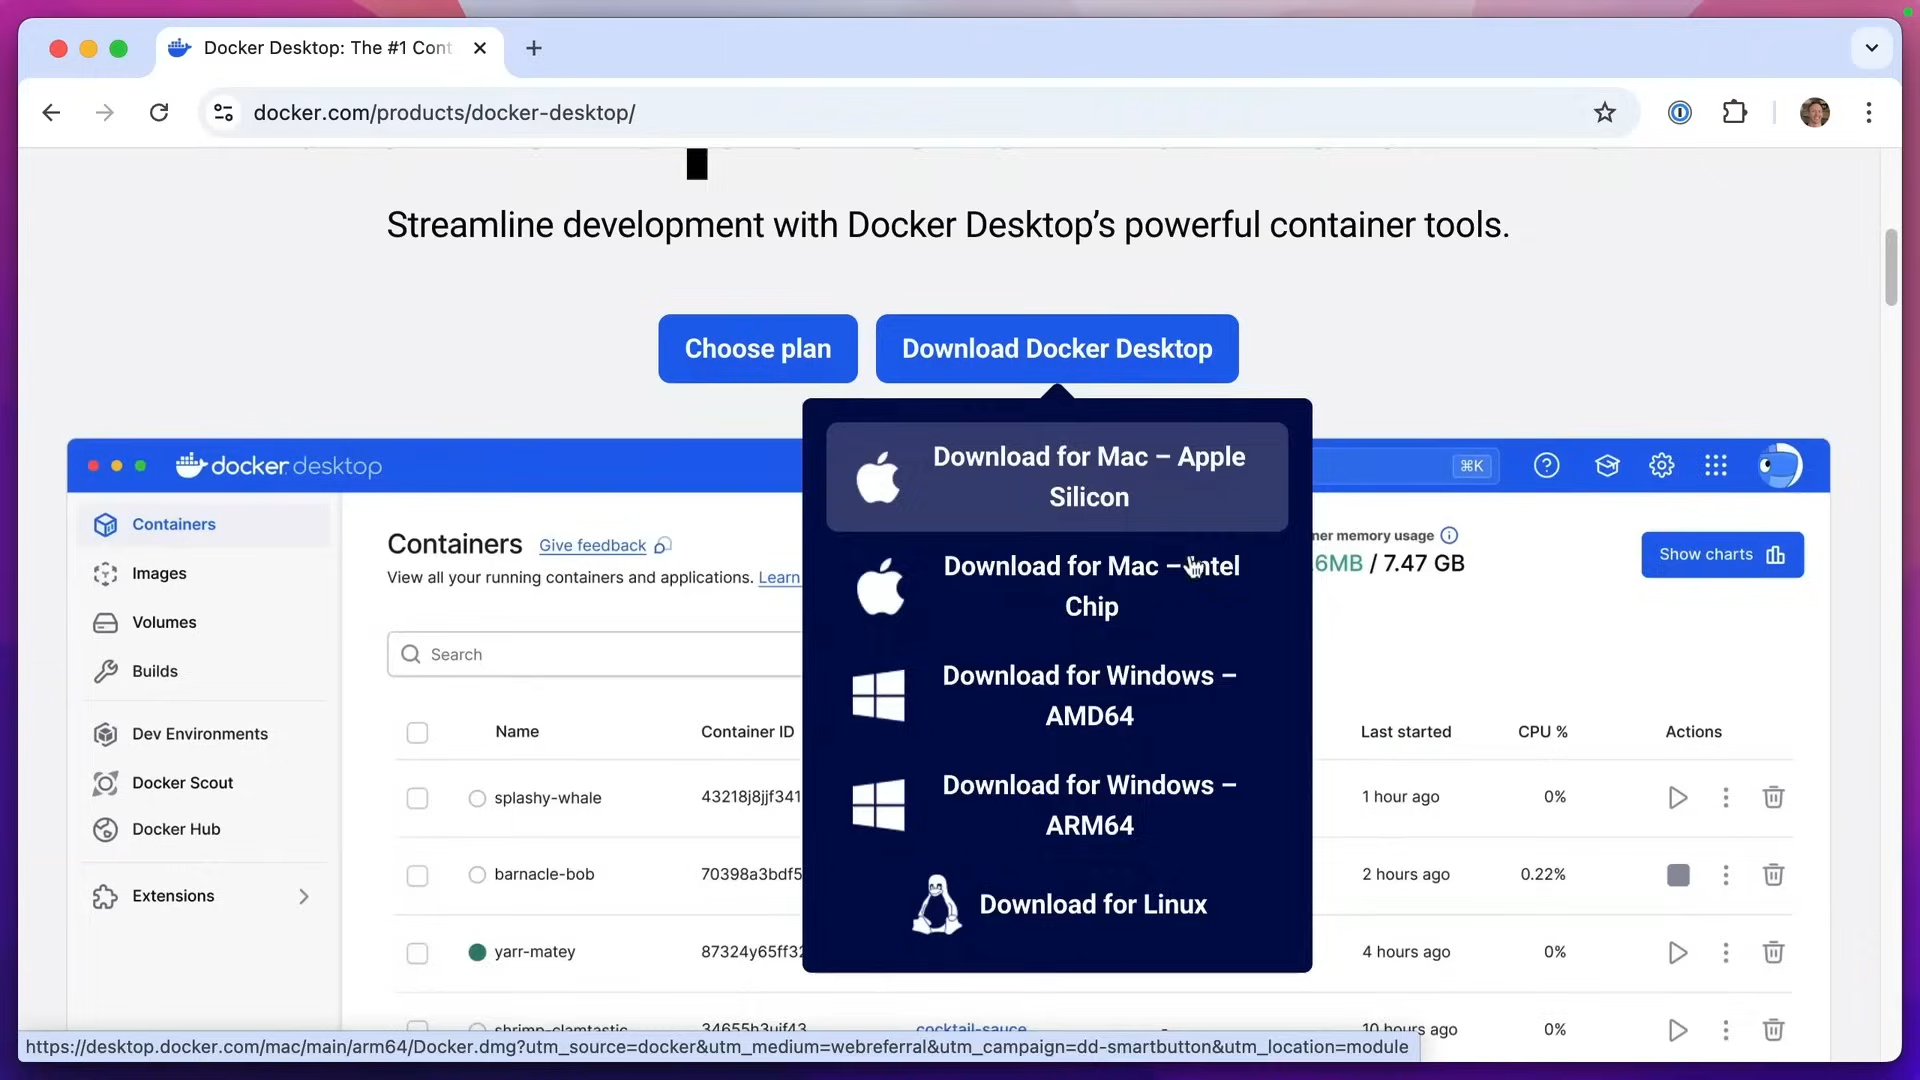 Docker Desktop: The #1 Cont
docker.com/products/docker-desktop/
Streamline development with Docker Desktop’s powerful container tools.
Choose plan
Download Docker Desktop
Download for Mac – Apple
Silicon
Download for Mac – Intel
Chip
Download for Windows –
AMD64
Download for Windows –
ARM64
Download for Linux
docker desktop
⌘K
Containers
Images
Volumes
Builds
Dev Environments
Docker Scout
Docker Hub
Extensions
Containers Give feedback
View all your running containers and applications. Learn
memory usage
6MB / 7.47 GB
Show charts
Search
Name Container ID Last started CPU % Actions
splashy-whale 43218j8jjf341 1 hour ago 0%
barnacle-bob 70398a3bdf5 2 hours ago 0.22%
yarr-matey 87324y65ff32 4 hours ago 0%
shrimp-clamtastic 34655h3uif43 cocktail-sauce - 10 hours ago 0%
https://desktop.docker.com/mac/main/arm64/Docker.dmg?utm_source=docker&utm_medium=webreferral&utm_campaign=dd-smartbutton&utm_location=module